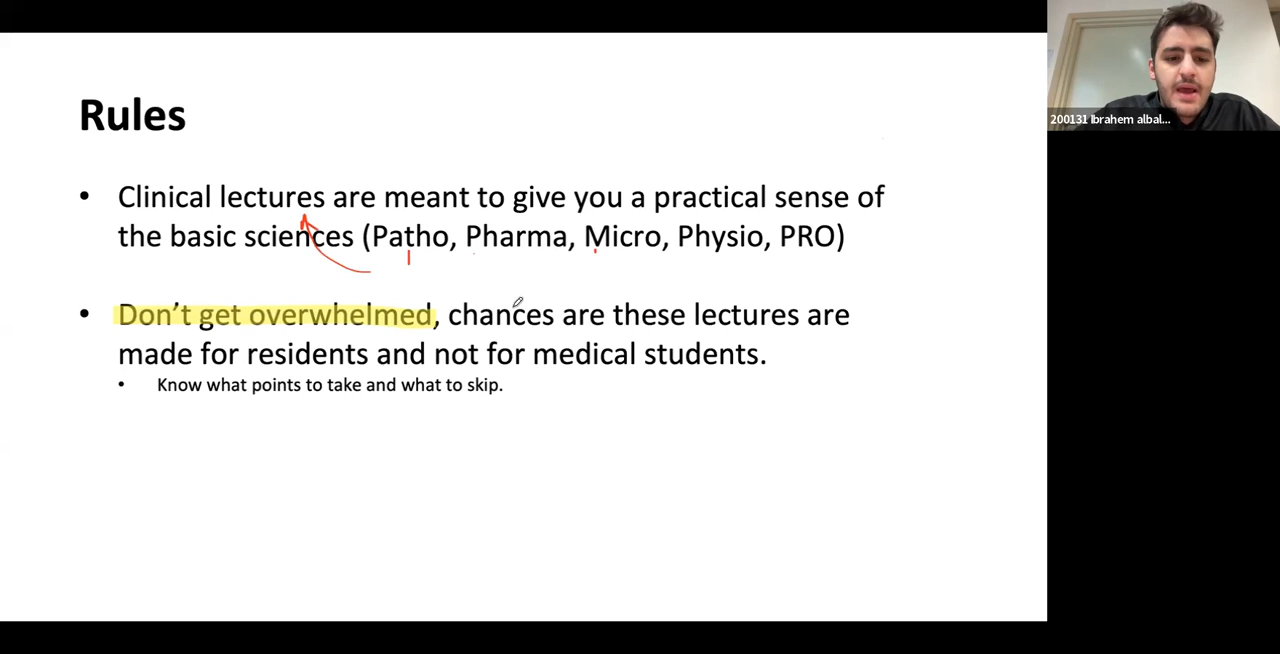 Rules
• Clinical lectures are meant to give you a practical sense of
the basic sciences (Patho, Pharma, Micro, Physio, PRO)
• Don't get overwhelmed, chances are these lectures are
made for residents and not for medical students.
• Know what points to take and what to skip.
200131 Ibrahem albal...